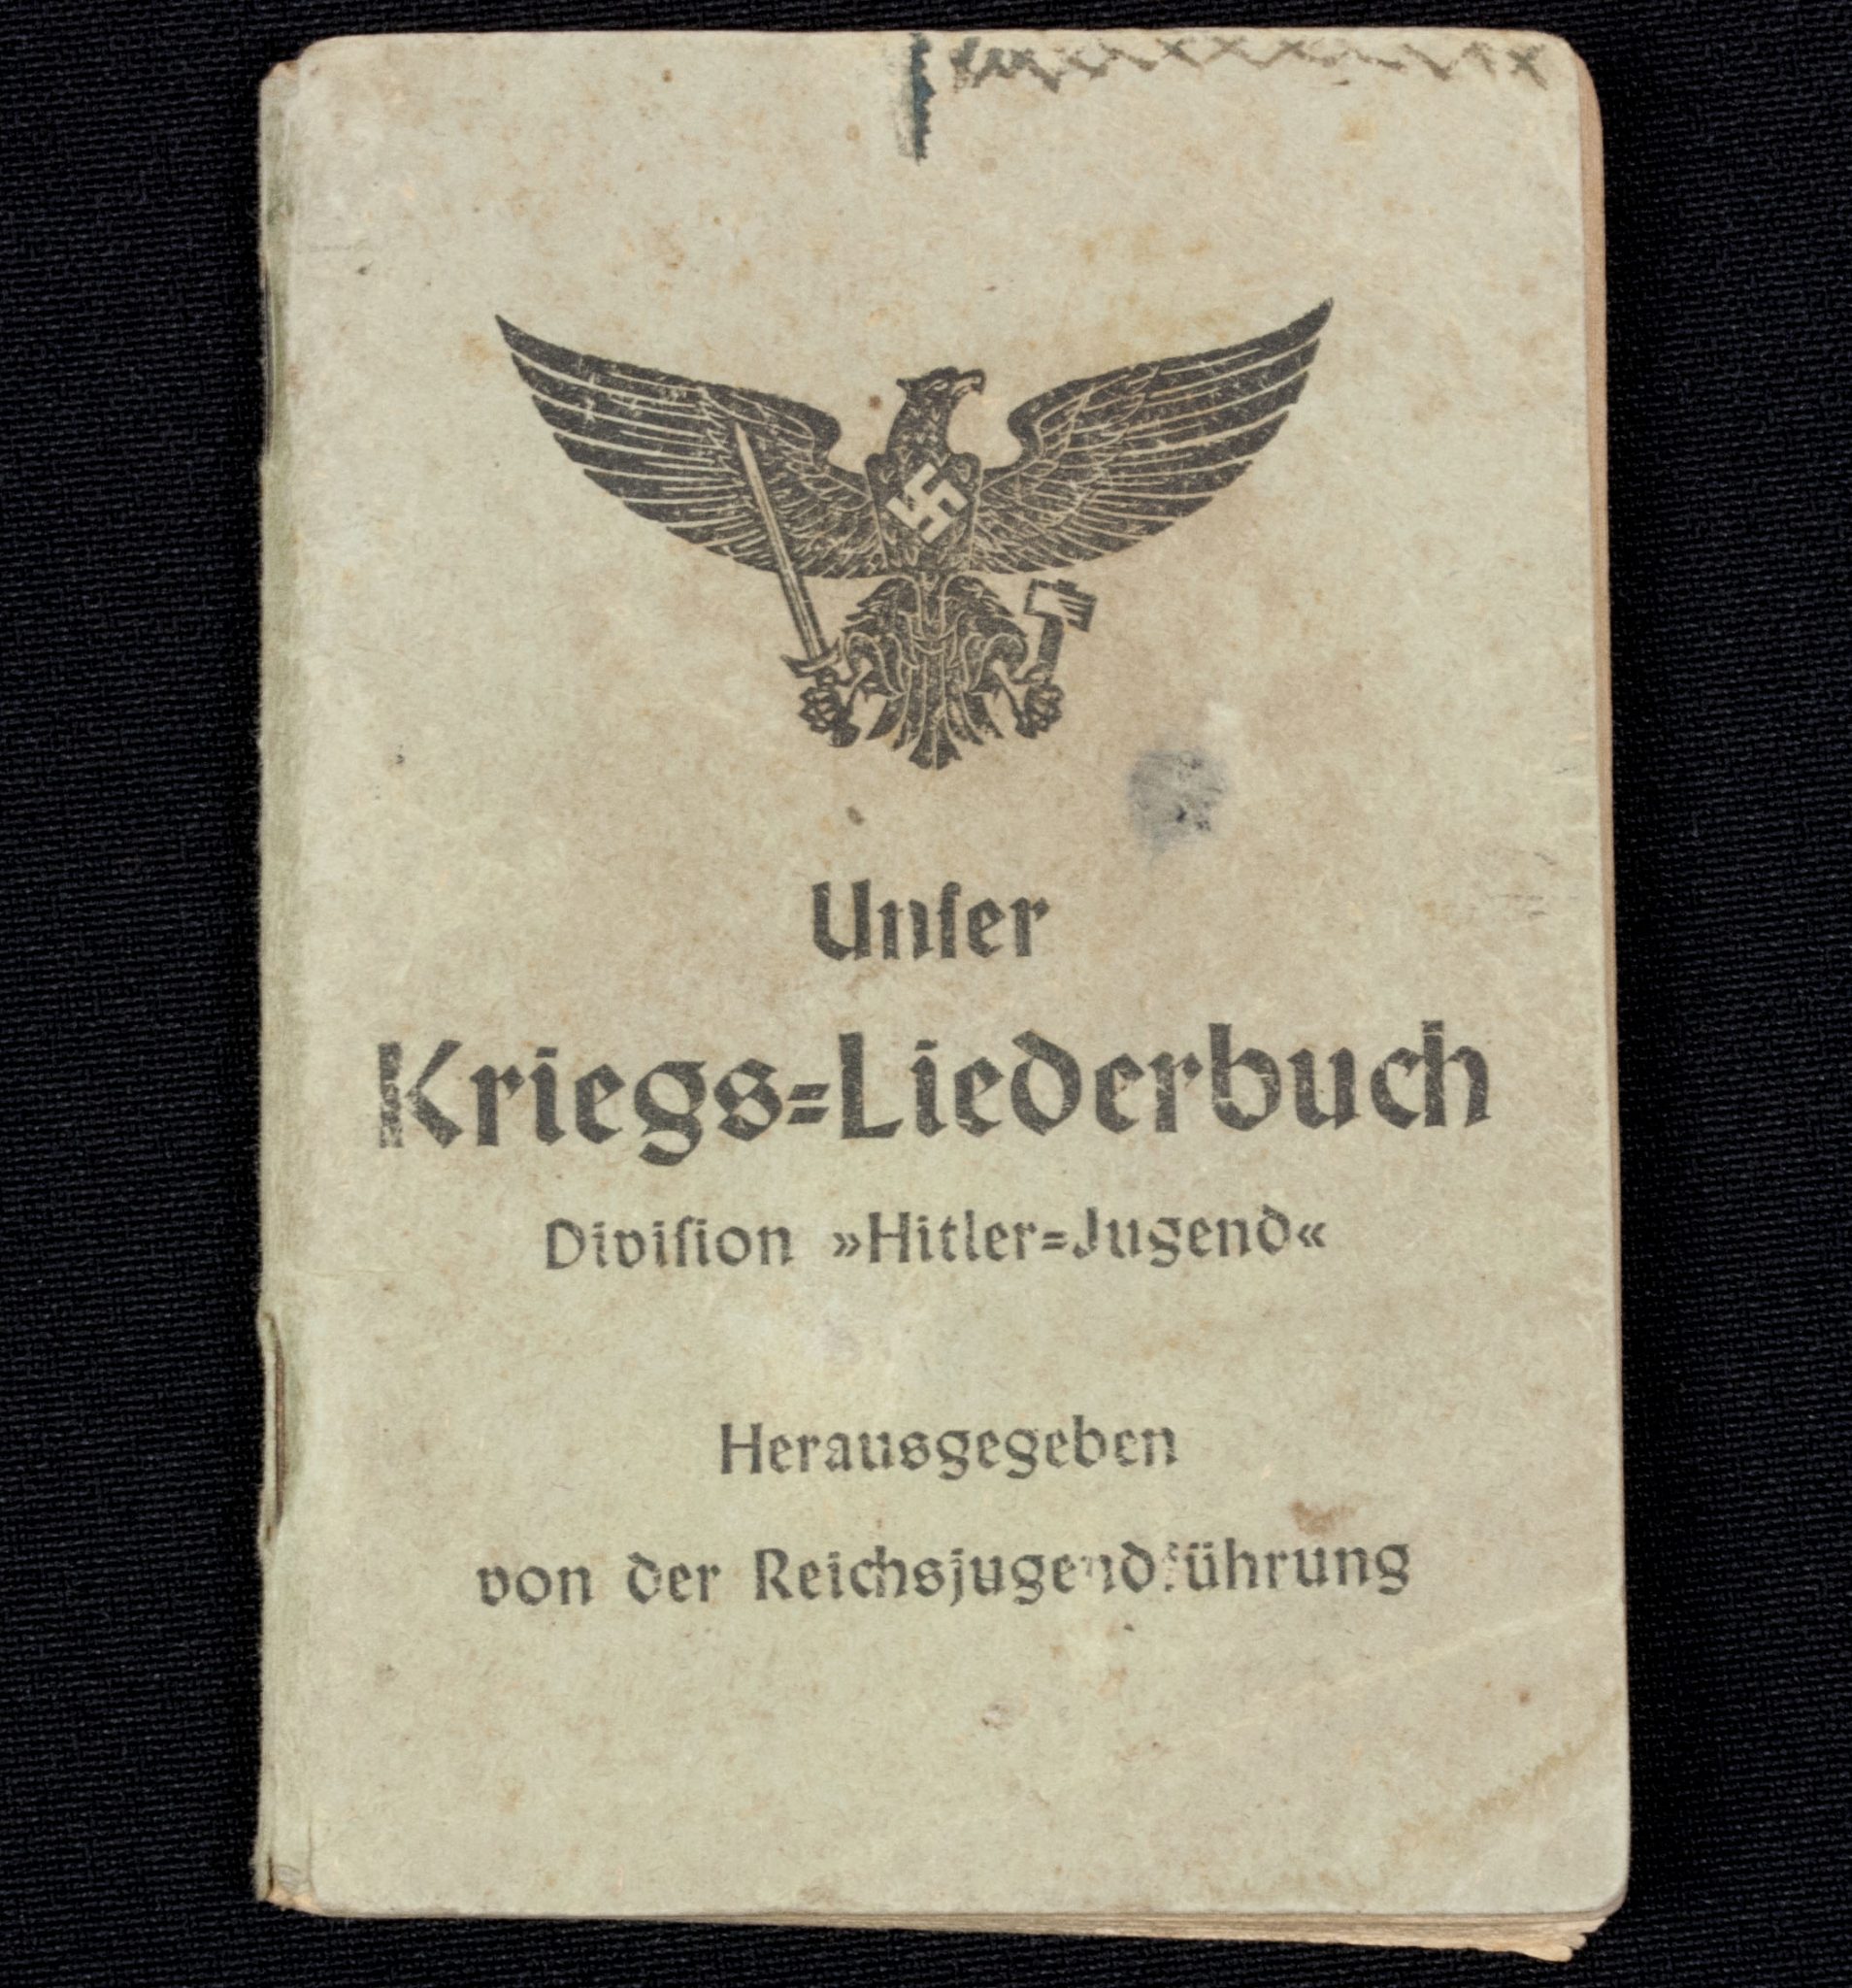 Unſer
Kriegs=Liederbuch
Diviſion »Hitler=Jugend«
Herausgegeben
von der Reichsjugendführung